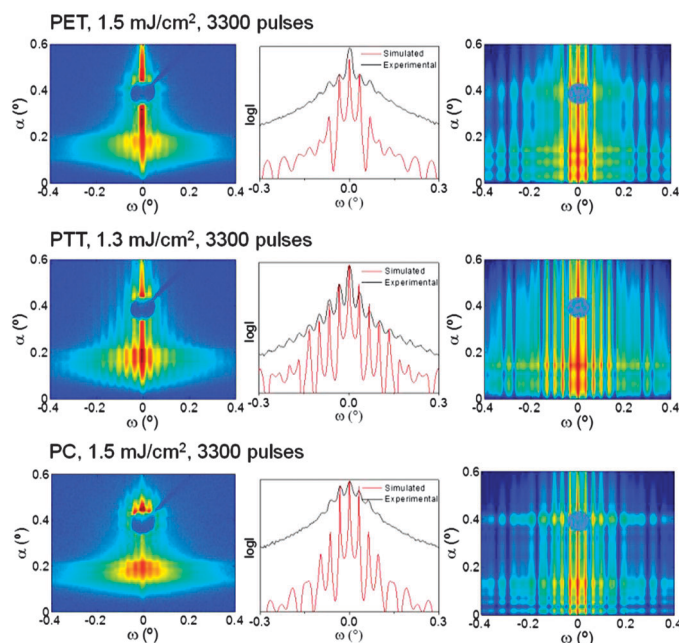 PET, 1.5 mJ/cm², 3300 pulses
0.6
0.4
α (º)
0.2
0
-0.4 -0.2 0 0.2 0.4
ω (º)
logI
Simulated
Experimental
-0.3 0.0 0.3
ω (°)
0.6
0.4
α (º)
0.2
0
-0.4 -0.2 0 0.2 0.4
ω (º)
PTT, 1.3 mJ/cm², 3300 pulses
0.6
0.4
α (º)
0.2
0
-0.4 -0.2 0 0.2 0.4
ω (º)
logI
Simulated
Experimental
-0.3 0.0 0.3
ω (°)
0.6
0.4
α (º)
0.2
0
-0.4 -0.2 0 0.2 0.4
ω (º)
PC, 1.5 mJ/cm², 3300 pulses
0.6
0.4
α (º)
0.2
0
-0.4 -0.2 0 0.2 0.4
ω (º)
logI
Simulated
Experimental
-0.3 0.0 0.3
ω (°)
0.6
0.4
α (º)
0.2
0
-0.4 -0.2 0 0.2 0.4
ω (º)